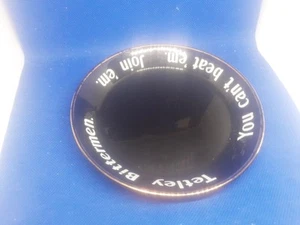 You can't beat 'em. Join 'em.
Tetley Bittermen.